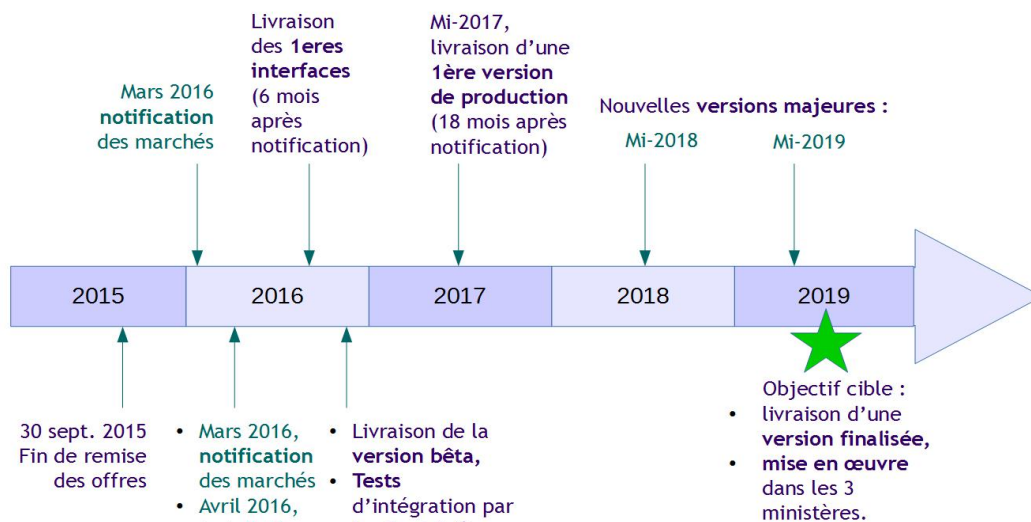 Livraison
des 1eres
interfaces
(6 mois
après
notification)
Mi-2017,
livraison d’une
1ère version
de production
(18 mois après
notification)
Mars 2016
notification
des marchés
Nouvelles versions majeures :
Mi-2018
Mi-2019
2015
2016
2017
2018
2019
30 sept. 2015
Fin de remise
des offres
• Mars 2016,
notification
des marchés
• Avril 2016,
• Livraison de la
version bêta,
• Tests
d’intégration par
Objectif cible :
• livraison d’une
version finalisée,
• mise en œuvre
dans les 3
ministères.